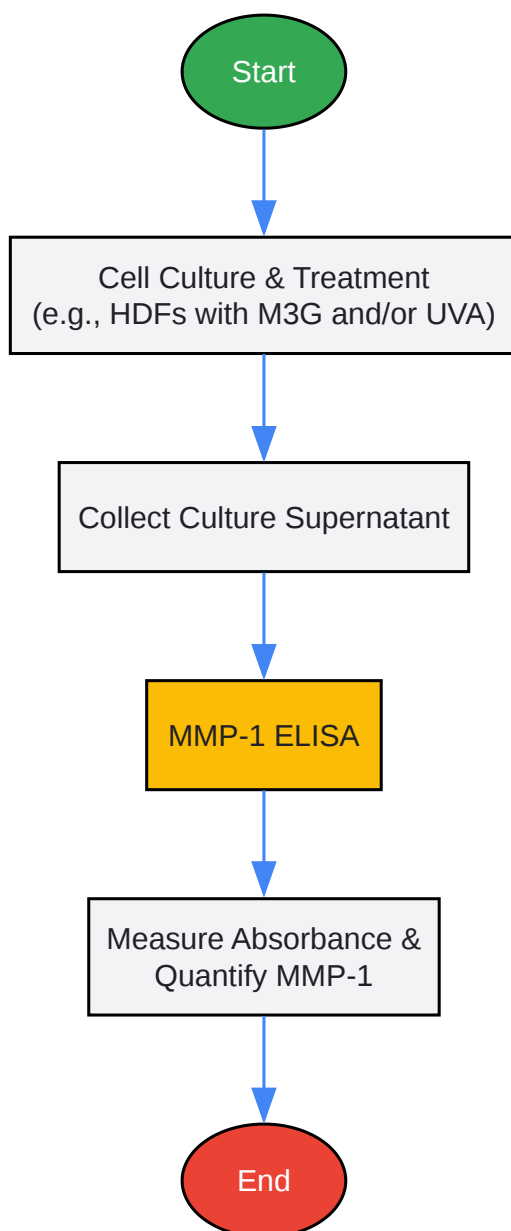 Start
Cell Culture & Treatment
(e.g., HDFs with M3G and/or UVA)
Collect Culture Supernatant
MMP-1 ELISA
Measure Absorbance &
Quantify MMP-1
End